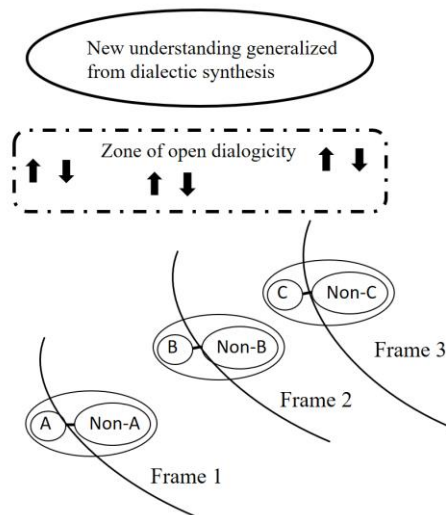 New understanding generalized
from dialectic synthesis
Zone of open dialogicity
C Non-C
B Non-B
Frame 3
Frame 2
A Non-A
Frame 1